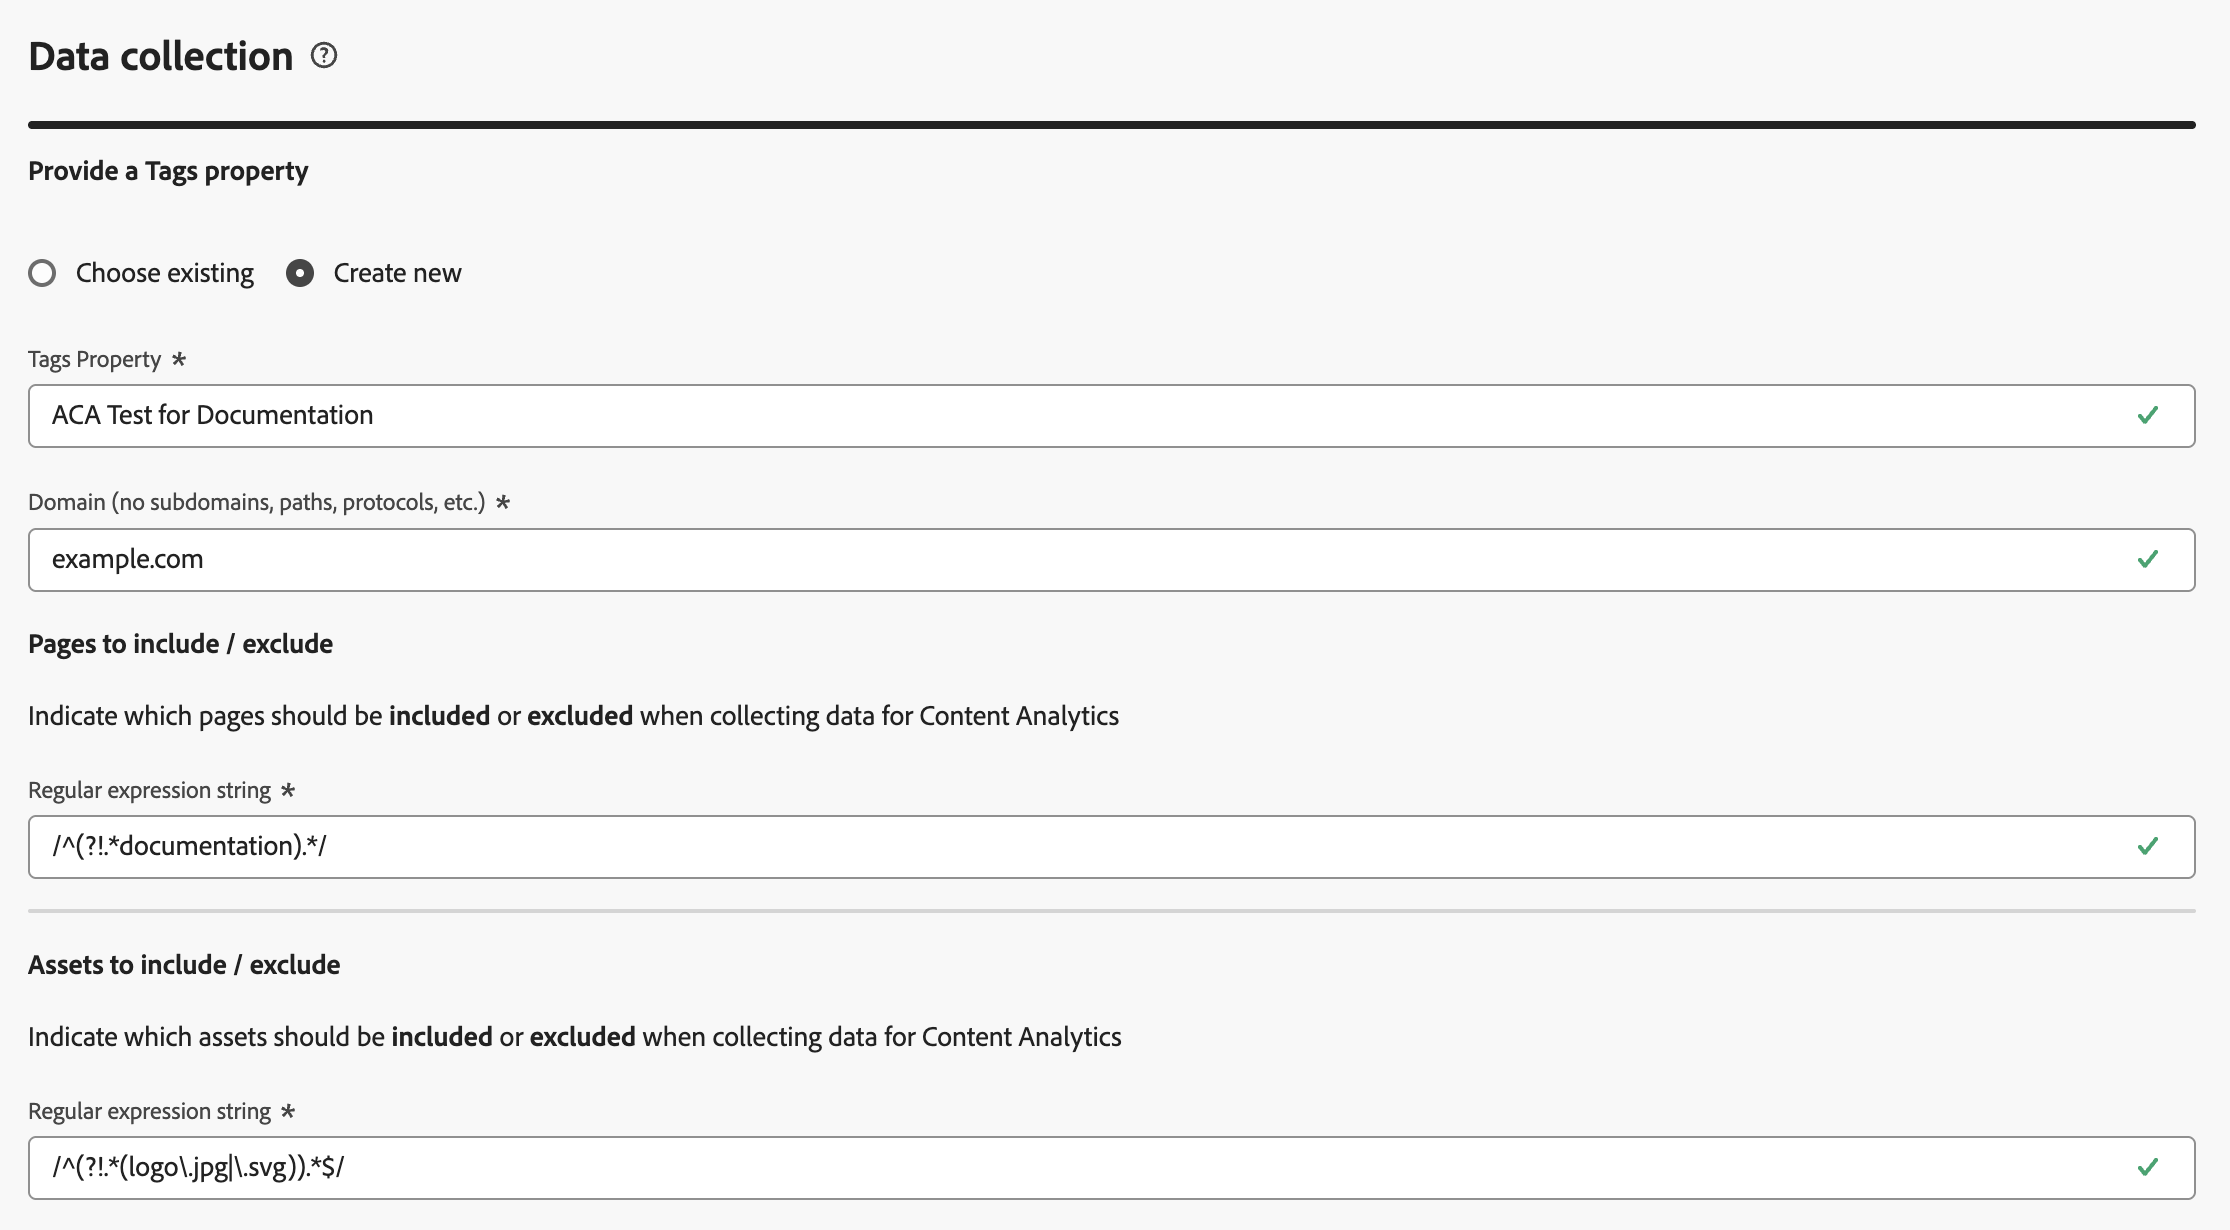 Data collection
Provide a Tags property
Choose existing Create new
Tags Property *
ACA Test for Documentation
Domain (no subdomains, paths, protocols, etc.) *
example.com
Pages to include / exclude
Indicate which pages should be included or excluded when collecting data for Content Analytics
Regular expression string *
/^(?!.*documentation).*/
Assets to include / exclude
Indicate which assets should be included or excluded when collecting data for Content Analytics
Regular expression string *
/^(?!.*(logo\.jpg|\.svg)).*$/